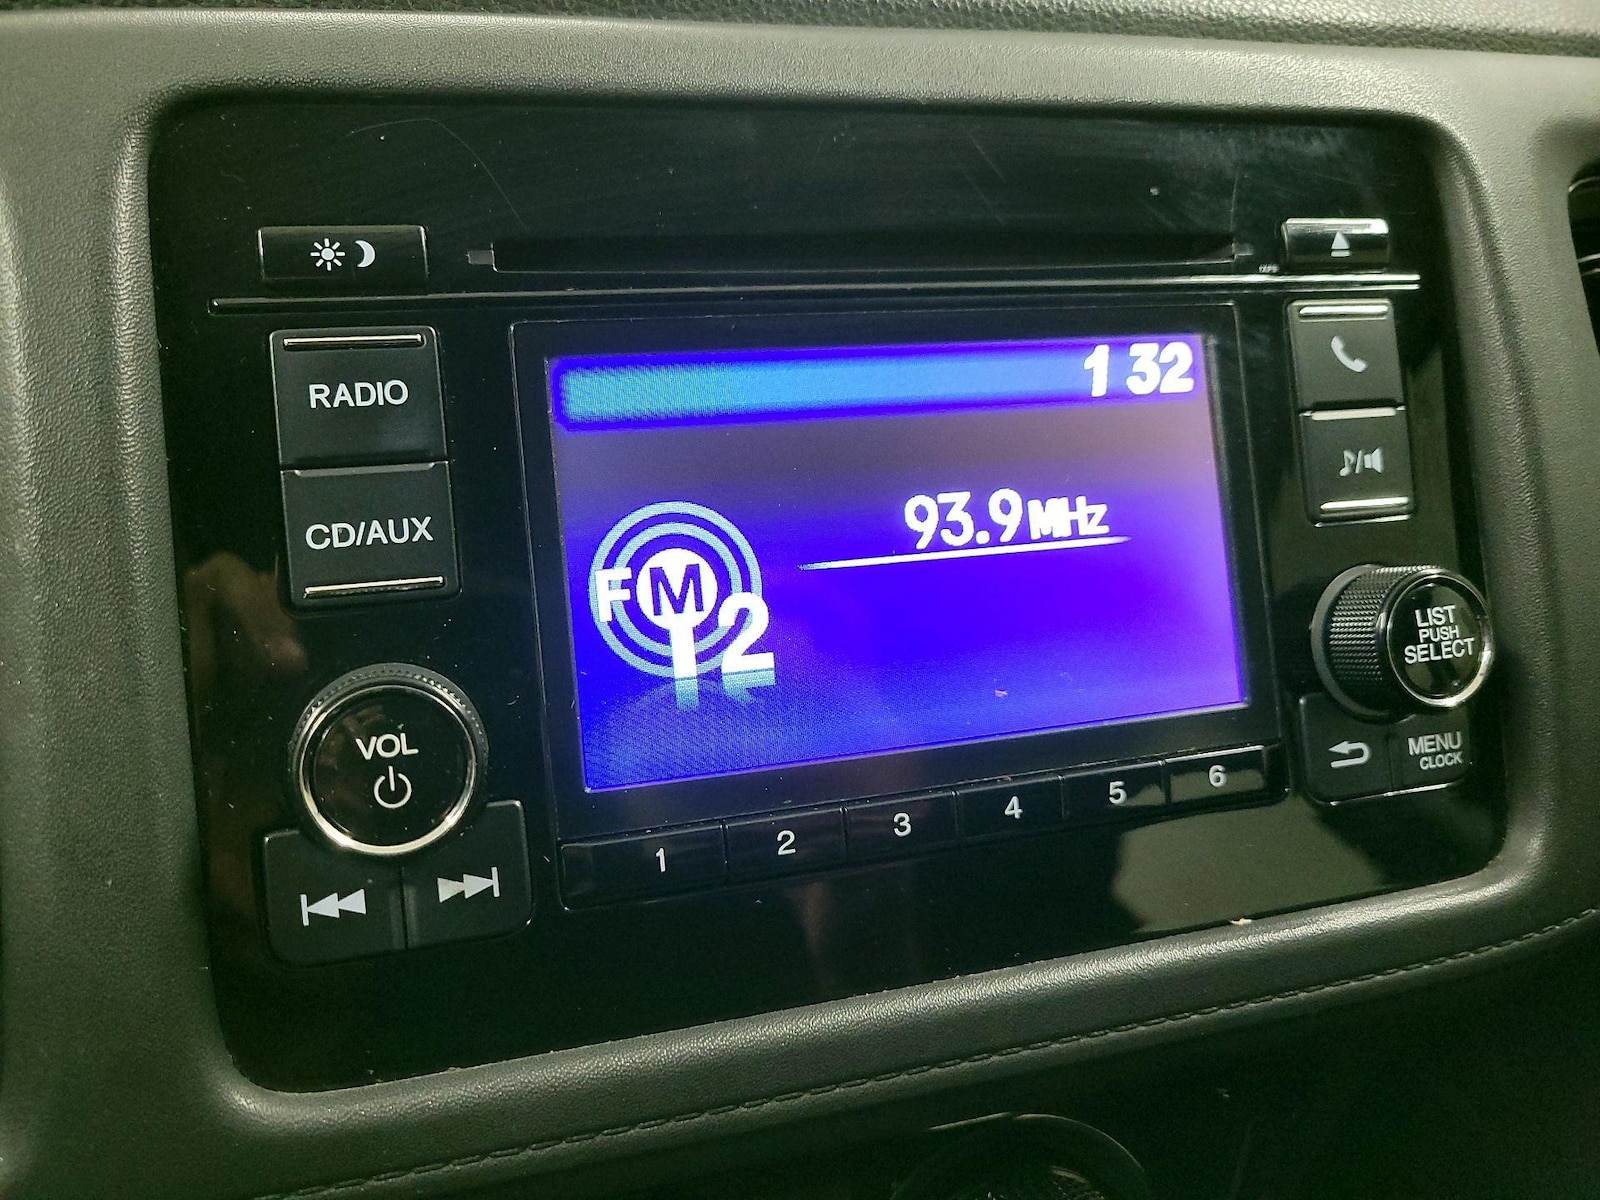 1 32
RADIO
CD/AUX
93.9MHz
FM
12
LIST
PUSH
SELECT
VOL
MENU
CLOCK
1 2 3 4 5 6